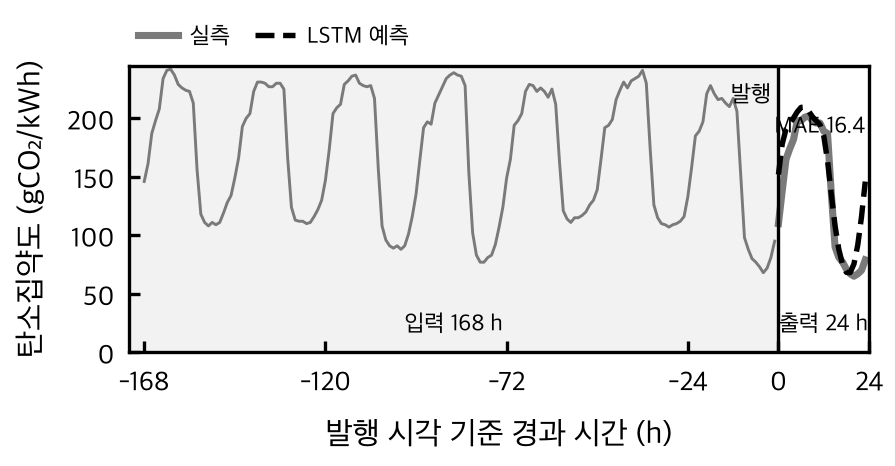 실측 LSTM 예측
탄소집약도 (gCO₂/kWh)
200
150
100
50
0
발행
MAE 16.4
입력 168 h
출력 24 h
-168 -120 -72 -24 0 24
발행 시각 기준 경과 시간 (h)